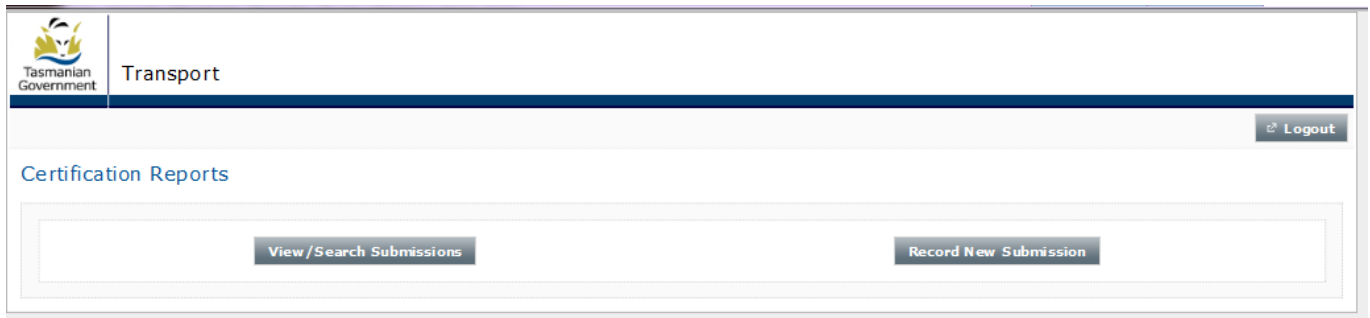 Tasmanian
Government
Transport
Logout
Certification Reports
View/Search Submissions
Record New Submission